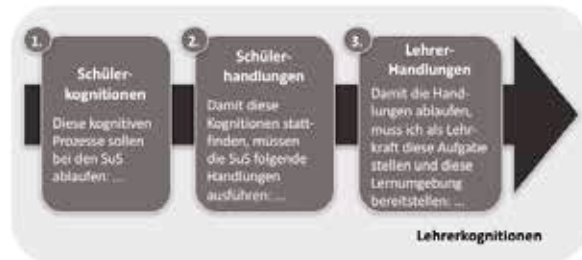 1.
Schüler-
kognitionen
Diese kognitiven
Prozesse sollen
bei den SuS
ablaufen: ...
2.
Schüler-
handlungen
Damit diese
Kognitionen statt-
finden, müssen
die SuS folgende
Handlungen
ausführen: ...
3.
Lehrer-
Handlungen
Damit die Hand-
lungen ablaufen,
muss ich als Lehr-
kraft diese Aufgabe
stellen und diese
Lernumgebung
bereitstellen: ...
Lehrerkognitionen